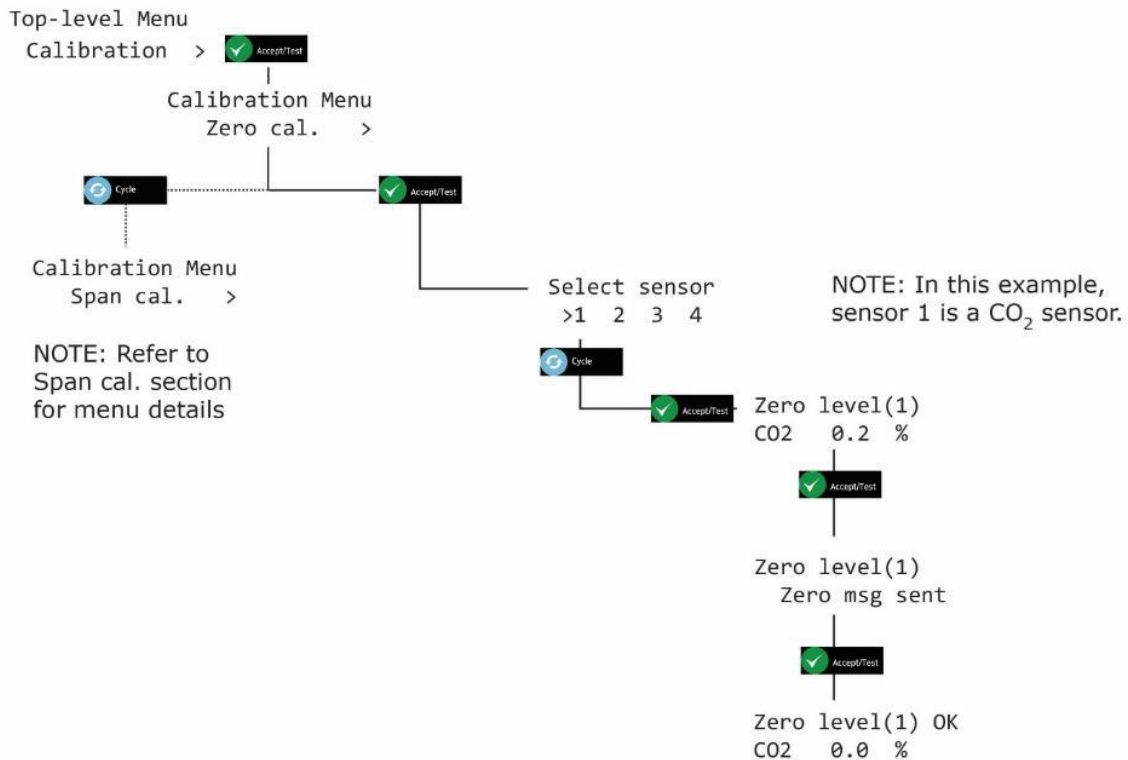 Top-level Menu
Calibration > Accept/Test
Calibration Menu
Zero cal. >
Cycle
Accept/Test
Calibration Menu
Span cal. >
NOTE: Refer to
Span cal. section
for menu details
Select sensor
>1 2 3 4
NOTE: In this example,
sensor 1 is a CO₂ sensor.
Cycle
Accept/Test
Zero level(1)
CO2 0.2 %
Accept/Test
Zero level(1)
Zero msg sent
Accept/Test
Zero level(1) OK
CO2 0.0 %